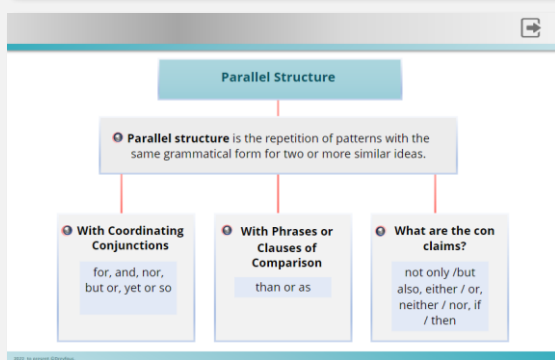 Parallel Structure
Parallel structure is the repetition of patterns with the
same grammatical form for two or more similar ideas.
With Coordinating
Conjunctions
for, and, nor,
but or, yet or so
With Phrases or
Clauses of
Comparison
than or as
What are the con
claims?
not only /but
also, either / or,
neither / nor, if
/ then